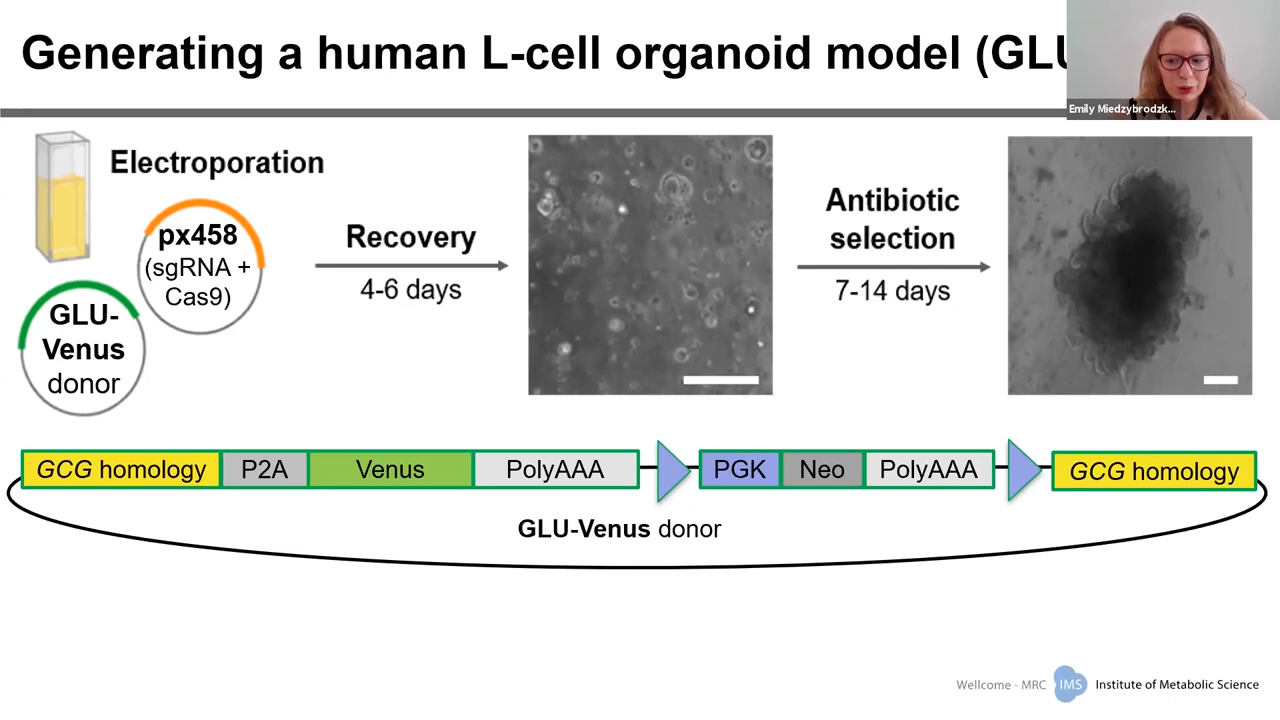 Generating a human L-cell organoid model (GLU
Emily Miedzybrodzk...
Electroporation
px458
(sgRNA +
Cas9)
GLU-
Venus
donor
Recovery
4-6 days
Antibiotic
selection
7-14 days
GCG homology P2A Venus PolyAAA PGK Neo PolyAAA GCG homology
GLU-Venus donor
Wellcome - MRC IMS Institute of Metabolic Science